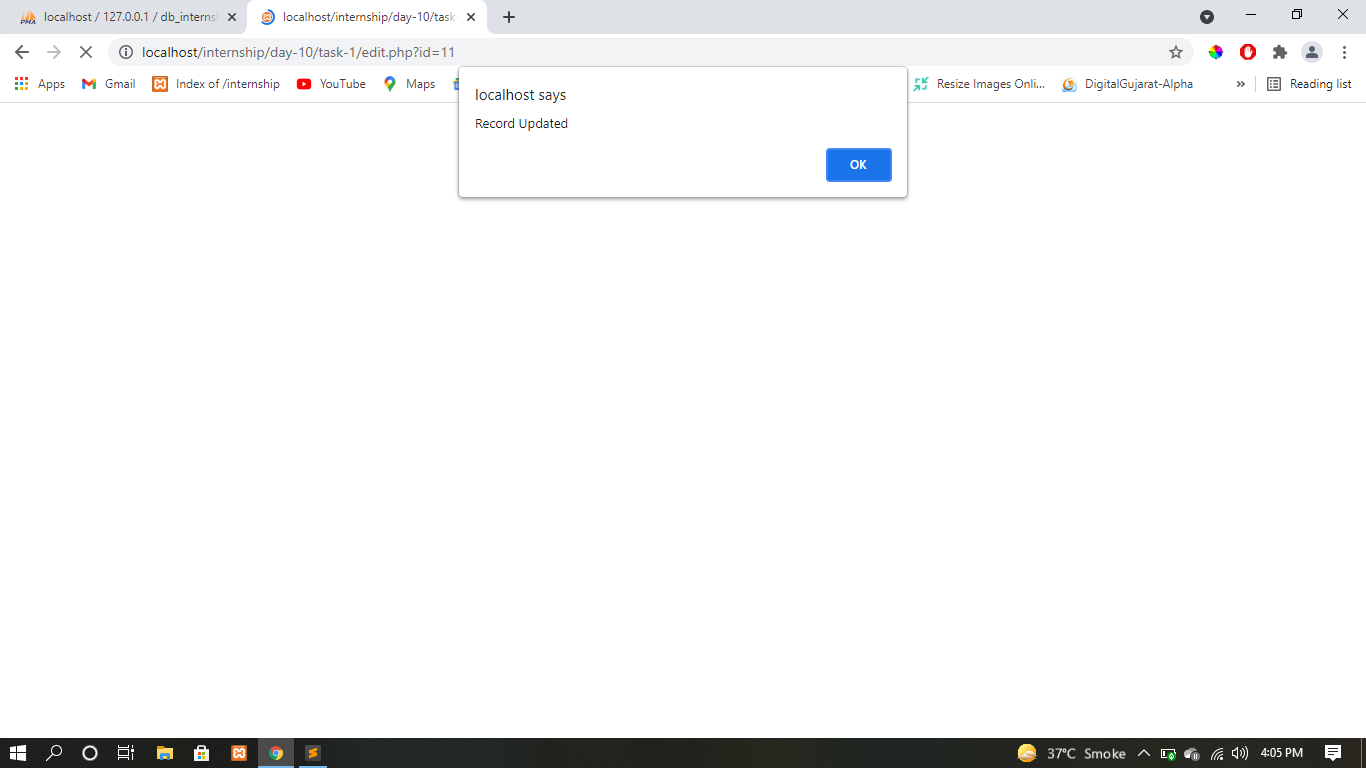 localhost / 127.0.0.1 / db_interns
localhost/internship/day-10/task-
localhost/internship/day-10/task-1/edit.php?id=11
Apps Gmail Index of /internship YouTube Maps Resize Images Onli... DigitalGujarat-Alpha » Reading list
localhost says
Record Updated
OK
37°C Smoke 4:05 PM